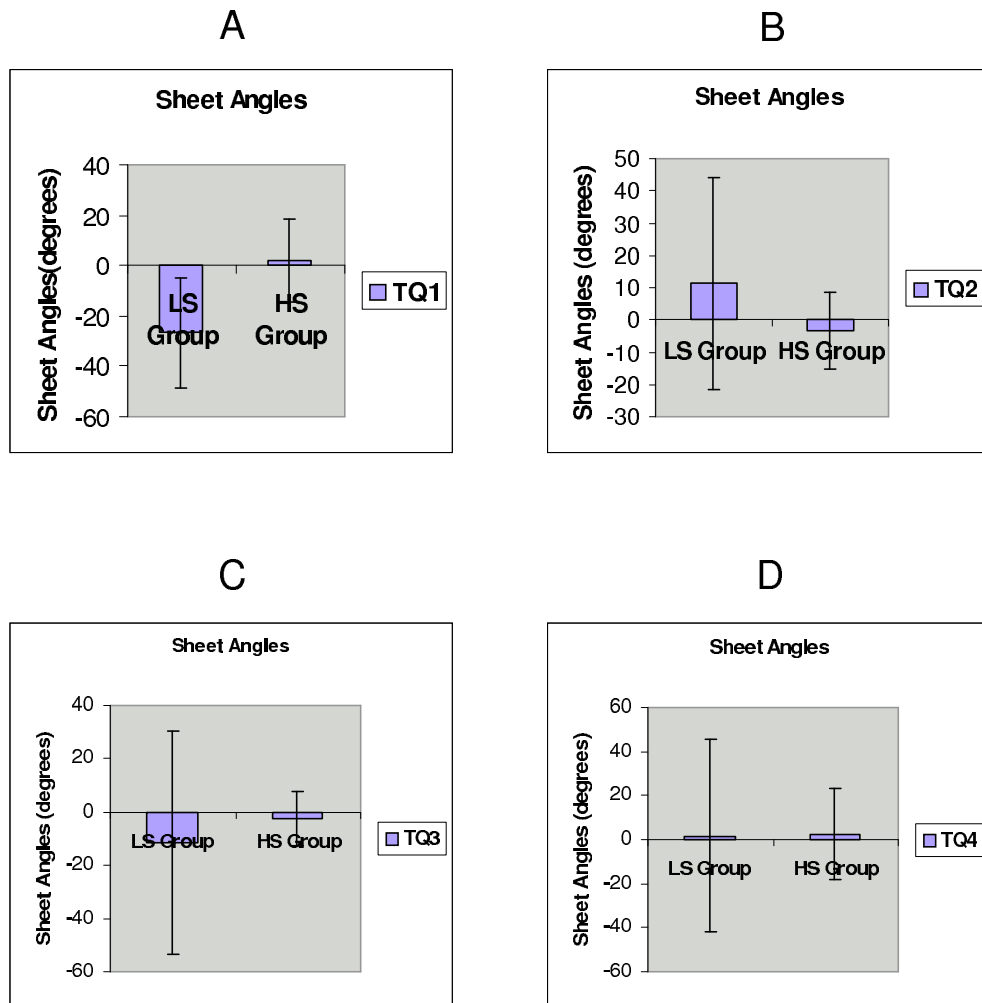 A
Sheet Angles
Sheet Angles(degrees)
40
20
0
-20
-40
-60
LS
Group
HS
Group
TQ1
B
Sheet Angles
Sheet Angles (degrees)
50
40
30
20
10
0
-10
-20
-30
LS Group
HS Group
TQ2
C
Sheet Angles
Sheet Angles (degrees)
40
20
0
-20
-40
-60
LS Group
HS Group
TQ3
D
Sheet Angles
Sheet Angles (degrees)
60
40
20
0
-20
-40
-60
LS Group
HS Group
TQ4